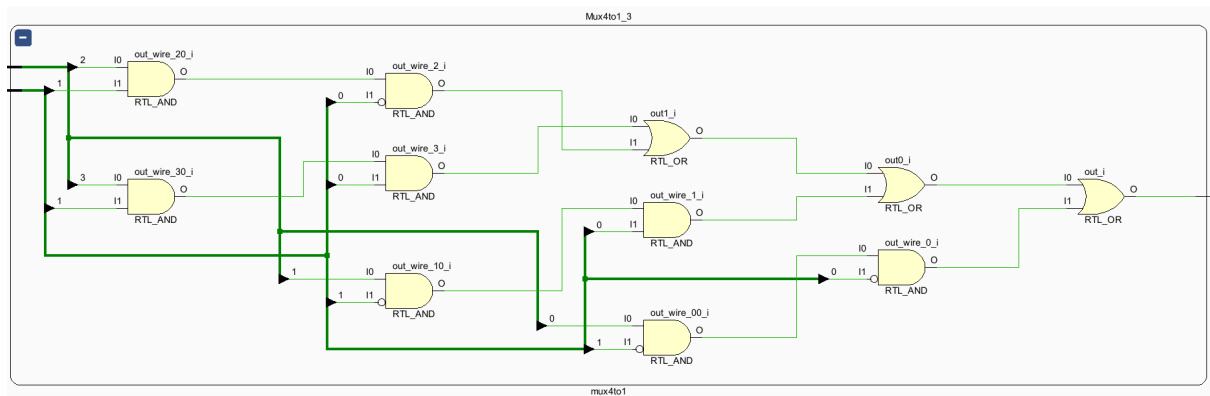 Mux4to1_3
out_wire_20_i
2 I0
O
1 I1
RTL_AND
out_wire_2_i
I0
O
0 I1
RTL_AND
out1_i
I0
O
I1
RTL_OR
out_wire_3_i
I0
O
0 I1
RTL_AND
out_wire_30_i
3 I0
O
1 I1
RTL_AND
out0_i
I0
O
I1
RTL_OR
out_i
I0
O
I1
RTL_OR
out_wire_1_i
I0
O
0 I1
RTL_AND
out_wire_0_i
I0
O
0 I1
RTL_AND
out_wire_10_i
1 I0
O
1 I1
RTL_AND
out_wire_00_i
0 I0
O
1 I1
RTL_AND
mux4to1